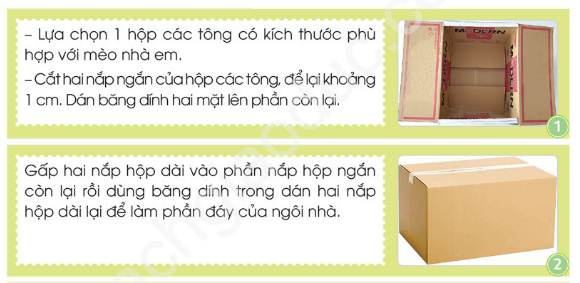 – Lựa chọn 1 hộp các tông có kích thước phù
hợp với mèo nhà em.
– Cắt hai nắp ngắn của hộp các tông, để lại khoảng
1 cm. Dán băng dính hai mặt lên phần còn lại.
MODERN
1
Gấp hai nắp hộp dài vào phần nắp hộp ngắn
còn lại rồi dùng băng dính trong dán hai nắp
hộp dài lại để làm phần đáy của ngôi nhà.
2